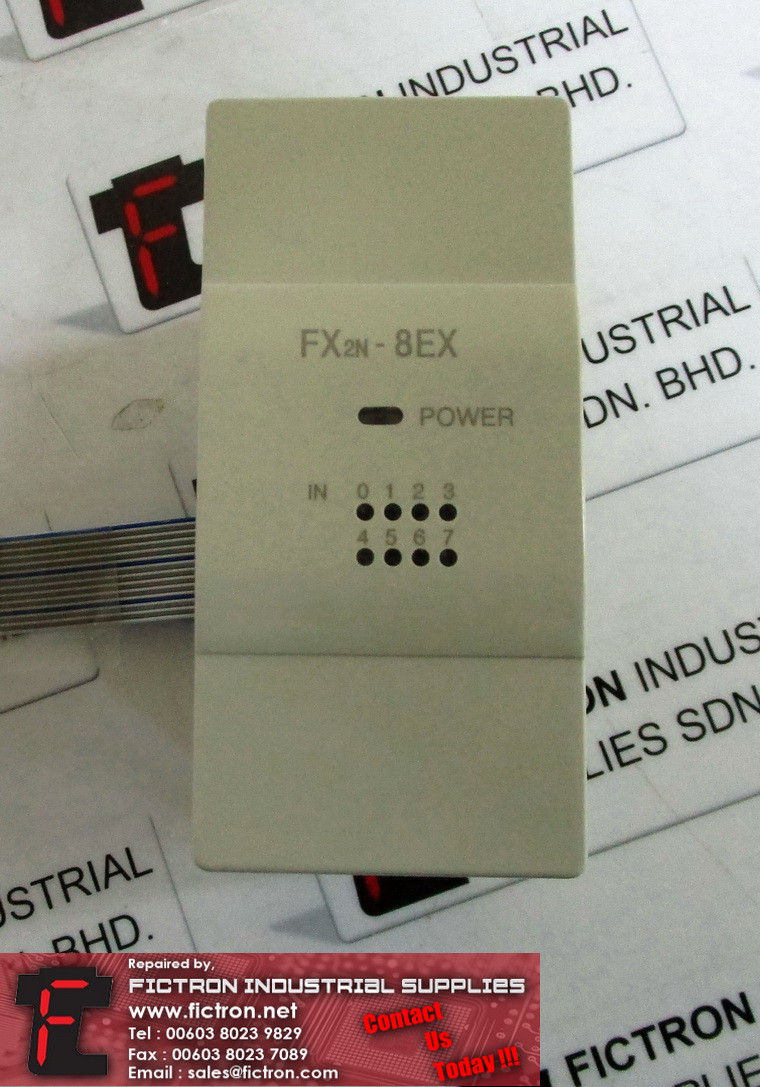 INDUSTRIAL
BHD.
FX2N - 8EX
POWER
IN 0 1 2 3
4 5 6 7
USTRIAL
DN. BHD.
ON INDUS
LIES SDN
USTRIAL
BHD.
FICTRON
Repaired by,
FICTRON INDUSTRIAL SUPPLIES
www.fictron.net
Tel : 00603 8023 9829
Fax : 00603 8023 7089
Email : sales@fictron.com
Contact
Us
Today !!!